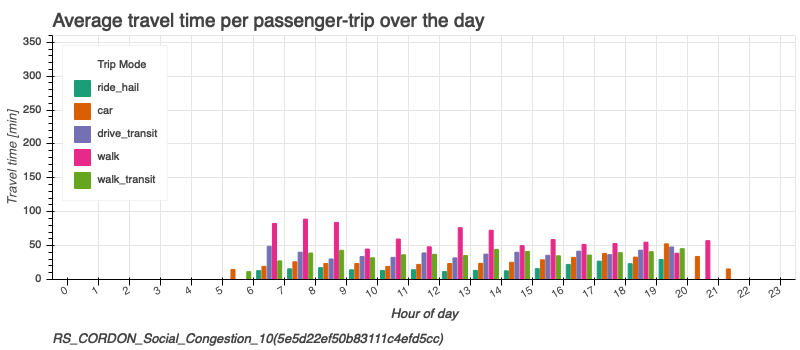 Average travel time per passenger-trip over the day
Travel time [min]
350
300
250
200
150
100
50
0
Trip Mode
ride_hail
car
drive_transit
walk
walk_transit
0 1 2 3 4 5 6 7 8 9 10 11 12 13 14 15 16 17 18 19 20 21 22 23
Hour of day
RS_CORDON_Social_Congestion_10(5e5d22ef50b83111c4efd5cc)